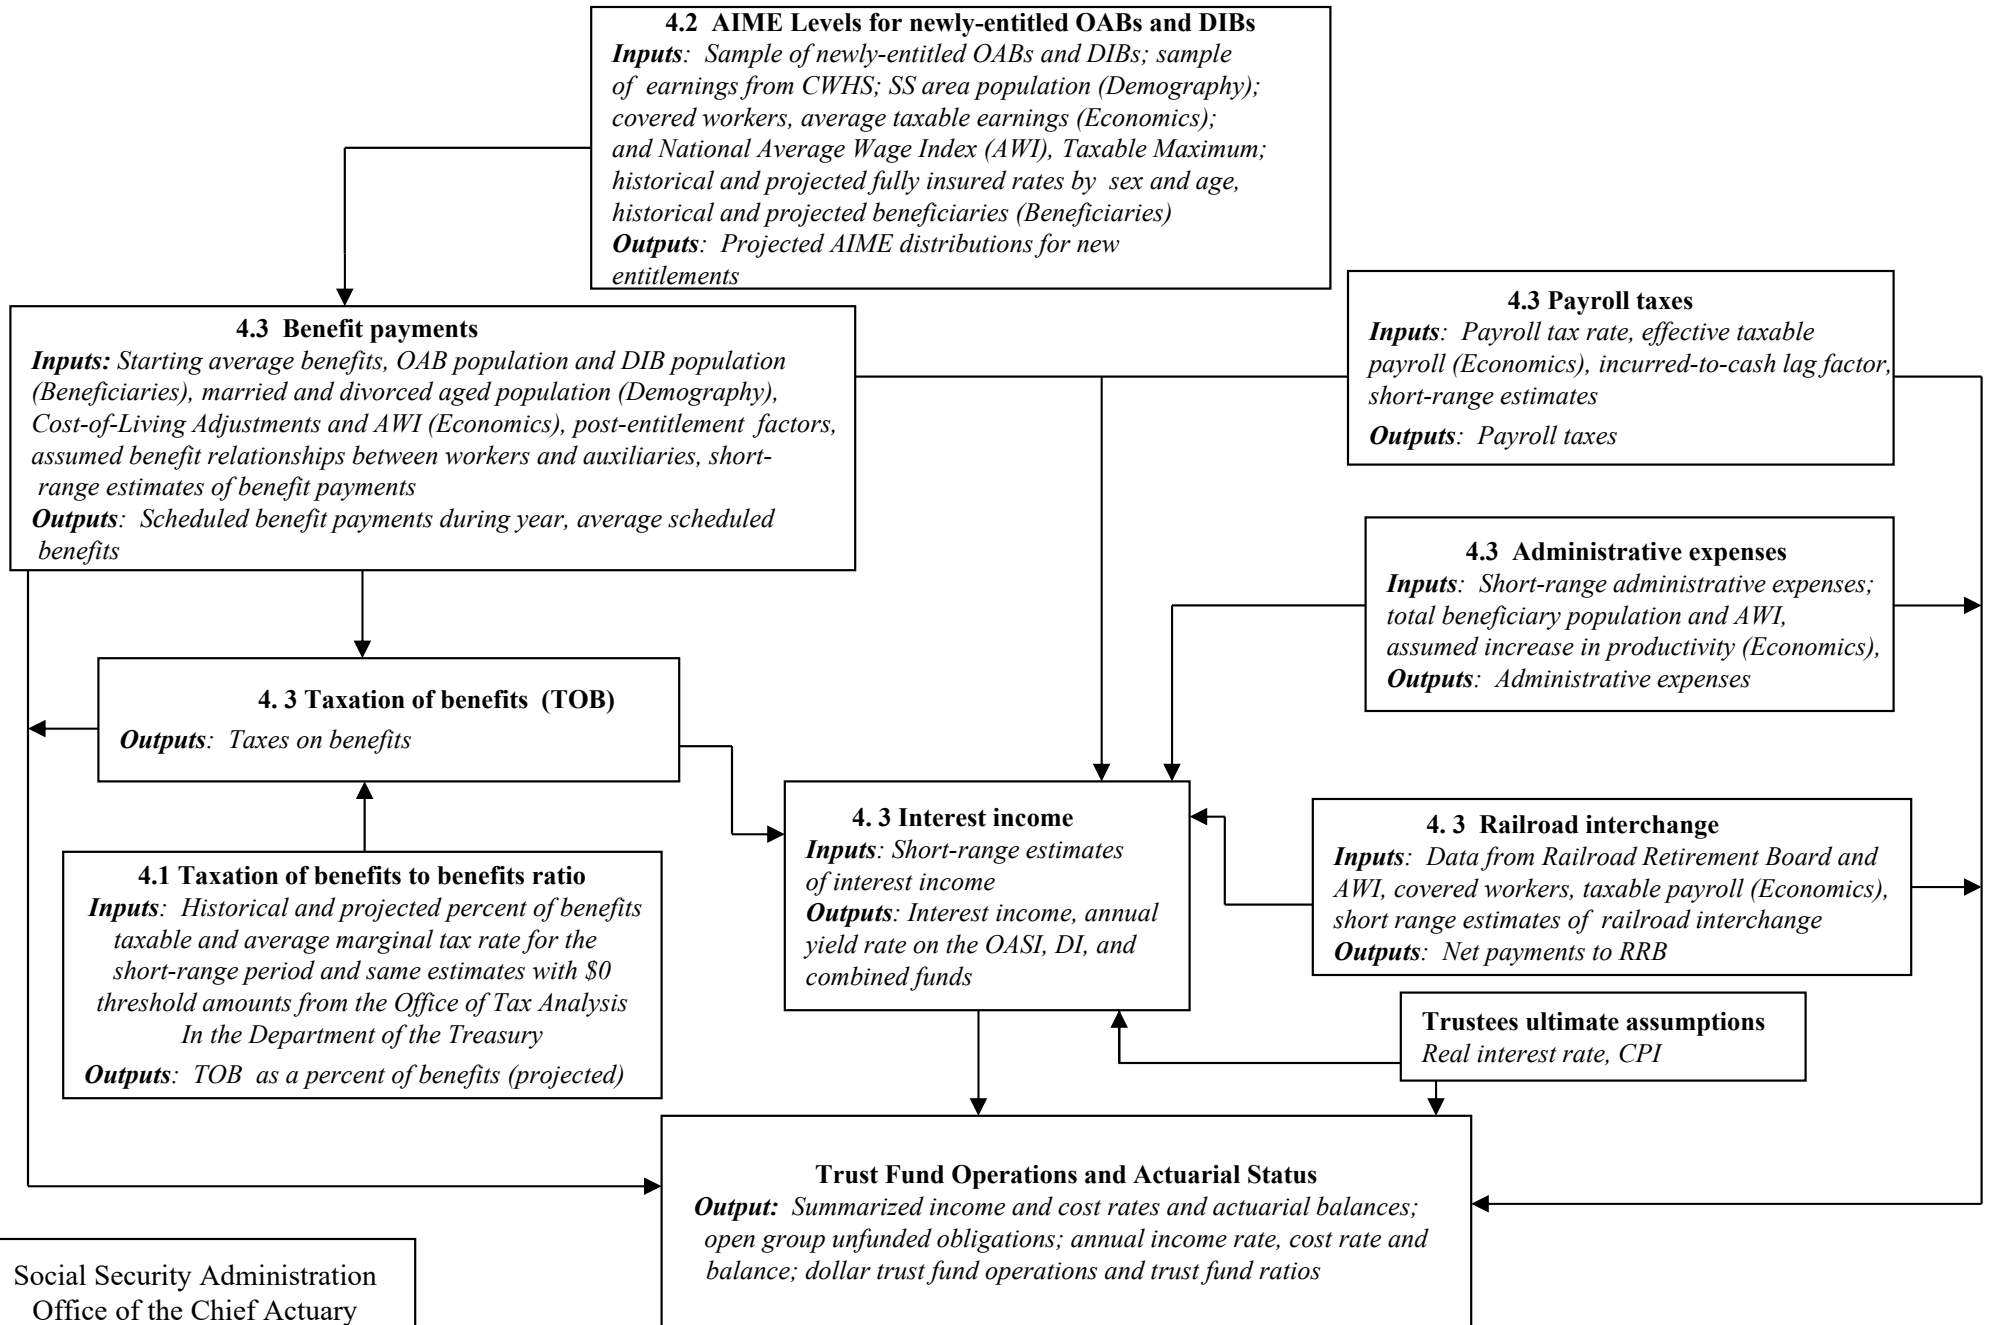 4.2 AIME Levels for newly-entitled OABs and DIBs
Inputs: Sample of newly-entitled OABs and DIBs; sample
of earnings from CWHS; SS area population (Demography);
covered workers, average taxable earnings (Economics);
and National Average Wage Index (AWI), Taxable Maximum;
historical and projected fully insured rates by sex and age,
historical and projected beneficiaries (Beneficiaries)
Outputs: Projected AIME distributions for new
entitlements
4.3 Benefit payments
Inputs: Starting average benefits, OAB population and DIB population
(Beneficiaries), married and divorced aged population (Demography),
Cost-of-Living Adjustments and AWI (Economics), post-entitlement factors,
assumed benefit relationships between workers and auxiliaries, short-
range estimates of benefit payments
Outputs: Scheduled benefit payments during year, average scheduled
benefits
4.3 Payroll taxes
Inputs: Payroll tax rate, effective taxable
payroll (Economics), incurred-to-cash lag factor,
short-range estimates
Outputs: Payroll taxes
4.3 Administrative expenses
Inputs: Short-range administrative expenses;
total beneficiary population and AWI,
assumed increase in productivity (Economics),
Outputs: Administrative expenses
4. 3 Taxation of benefits (TOB)
Outputs: Taxes on benefits
4. 3 Interest income
Inputs: Short-range estimates
of interest income
Outputs: Interest income, annual
yield rate on the OASI, DI, and
combined funds
4. 3 Railroad interchange
Inputs: Data from Railroad Retirement Board and
AWI, covered workers, taxable payroll (Economics),
short range estimates of railroad interchange
Outputs: Net payments to RRB
4.1 Taxation of benefits to benefits ratio
Inputs: Historical and projected percent of benefits
taxable and average marginal tax rate for the
short-range period and same estimates with $0
threshold amounts from the Office of Tax Analysis
In the Department of the Treasury
Outputs: TOB as a percent of benefits (projected)
Trustees ultimate assumptions
Real interest rate, CPI
Trust Fund Operations and Actuarial Status
Output: Summarized income and cost rates and actuarial balances;
open group unfunded obligations; annual income rate, cost rate and
balance; dollar trust fund operations and trust fund ratios
Social Security Administration
Office of the Chief Actuary